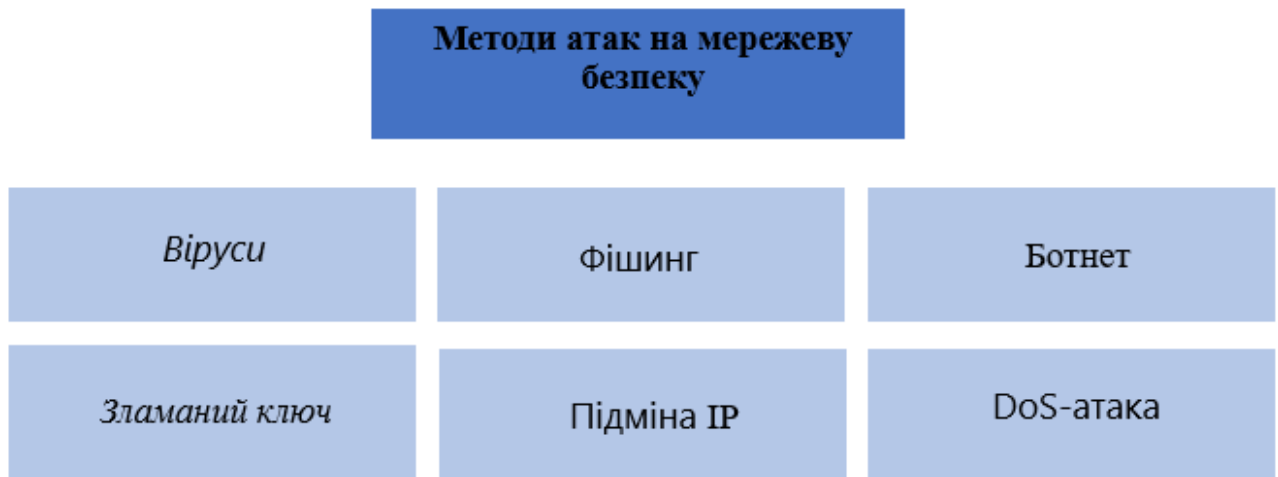 Методи атак на мережеву
безпеку
Віруси
Фішинг
Ботнет
Зламаний ключ
Підміна IP
DoS-атака